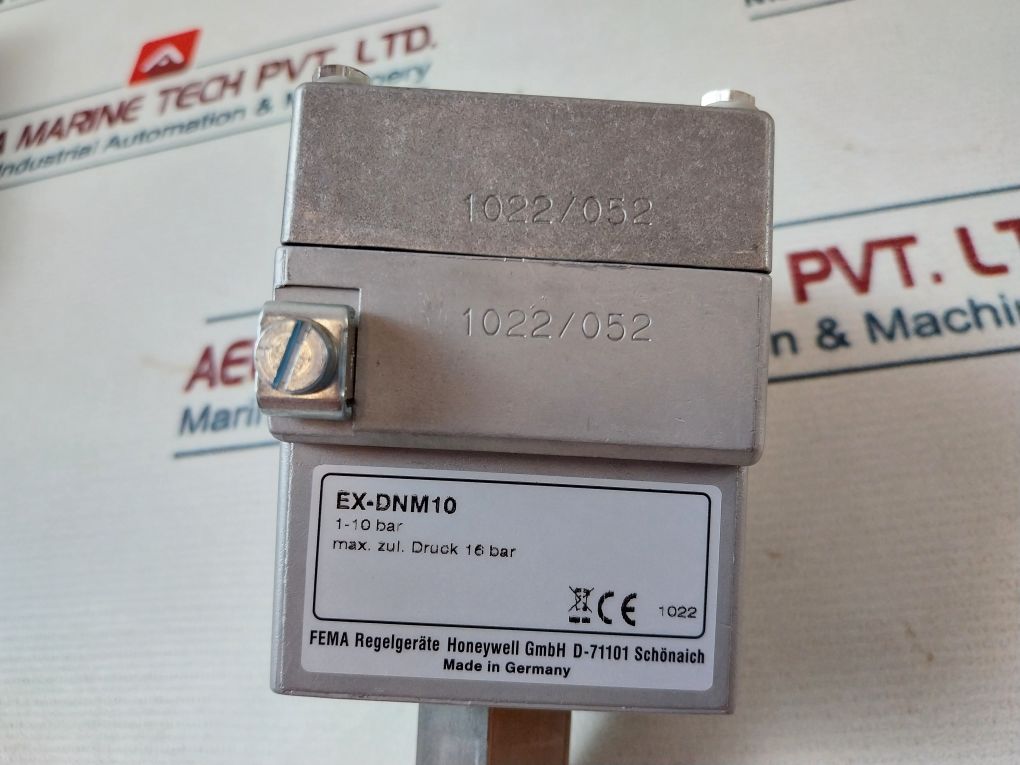 A MARINE TECH PVT. LTD.
Industrial Automation &
1022/052
1022/052
PVT. LT
n & Machin
AE
Marin
EX-DNM10
1-10 bar
max. zul. Druck 16 bar
CE 1022
FEMA Regelgeräte Honeywell GmbH D-71101 Schönaich
Made in Germany